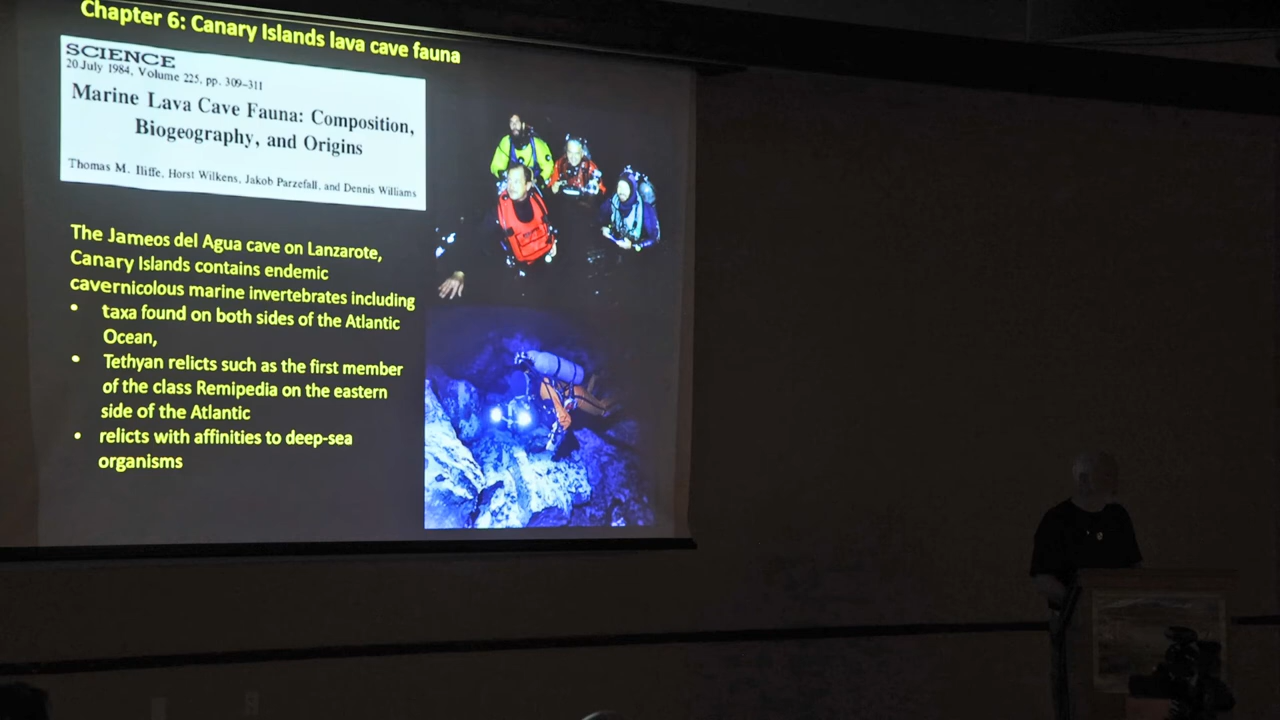 Chapter 6: Canary Islands lava cave fauna
SCIENCE
20 July 1984, Volume 225, pp. 309–311
Marine Lava Cave Fauna: Composition,
Biogeography, and Origins
Thomas M. Iliffe, Horst Wilkens, Jakob Parzefall, and Dennis Williams
The Jameos del Agua cave on Lanzarote,
Canary Islands contains endemic
cavernicolous marine invertebrates including
• taxa found on both sides of the Atlantic
Ocean,
• Tethyan relicts such as the first member
of the class Remipedia on the eastern
side of the Atlantic
• relicts with affinities to deep-sea
organisms